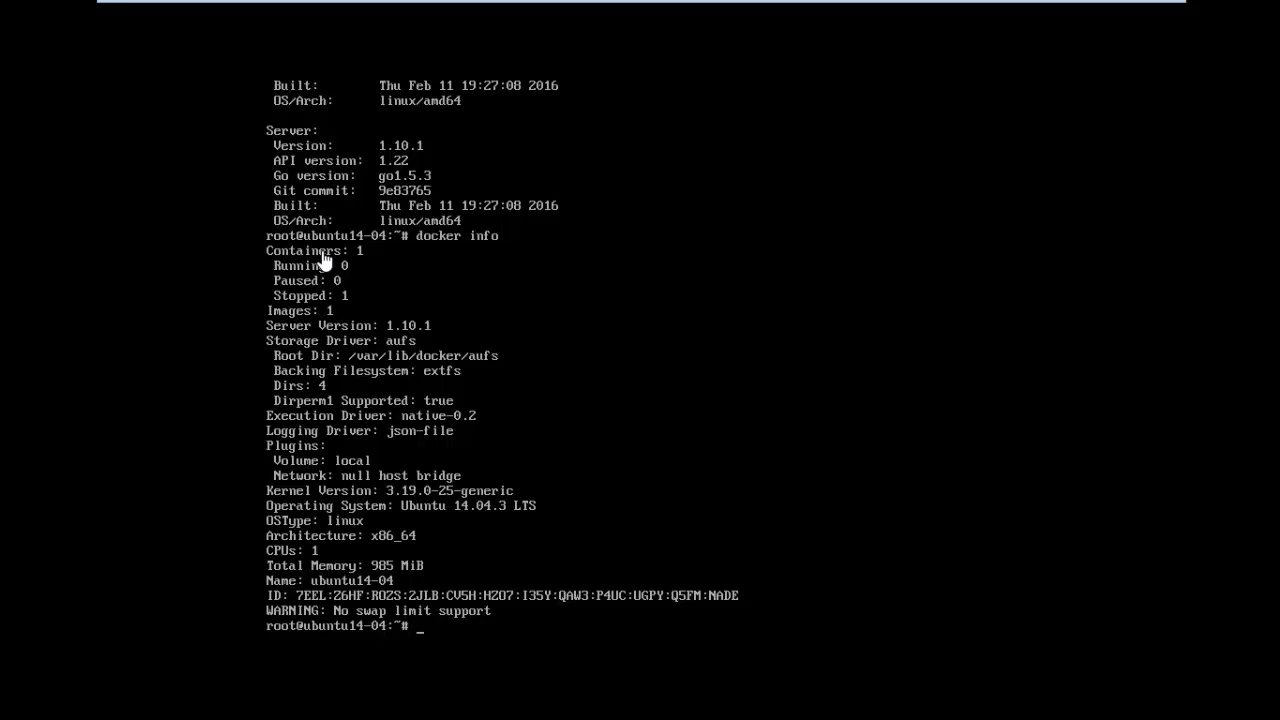 Built: Thu Feb 11 19:27:08 2016
OS/Arch: linux/amd64
Server:
Version: 1.10.1
API version: 1.22
Go version: go1.5.3
Git commit: 9e83765
Built: Thu Feb 11 19:27:08 2016
OS/Arch: linux/amd64
root@ubuntu14-04:~# docker info
Containers: 1
Running: 0
Paused: 0
Stopped: 1
Images: 1
Server Version: 1.10.1
Storage Driver: aufs
Root Dir: /var/lib/docker/aufs
Backing Filesystem: extfs
Dirs: 4
Dirperm1 Supported: true
Execution Driver: native-0.2
Logging Driver: json-file
Plugins:
Volume: local
Network: null host bridge
Kernel Version: 3.19.0-25-generic
Operating System: Ubuntu 14.04.3 LTS
OSType: linux
Architecture: x86_64
CPUs: 1
Total Memory: 985 MiB
Name: ubuntu14-04
ID: 7EEL:Z6HF:ROZS:2JLB:CV5H:HZO7:I35Y:QAW3:P4UC:UGPY:Q5FM:NADE
WARNING: No swap limit support
root@ubuntu14-04:~# _